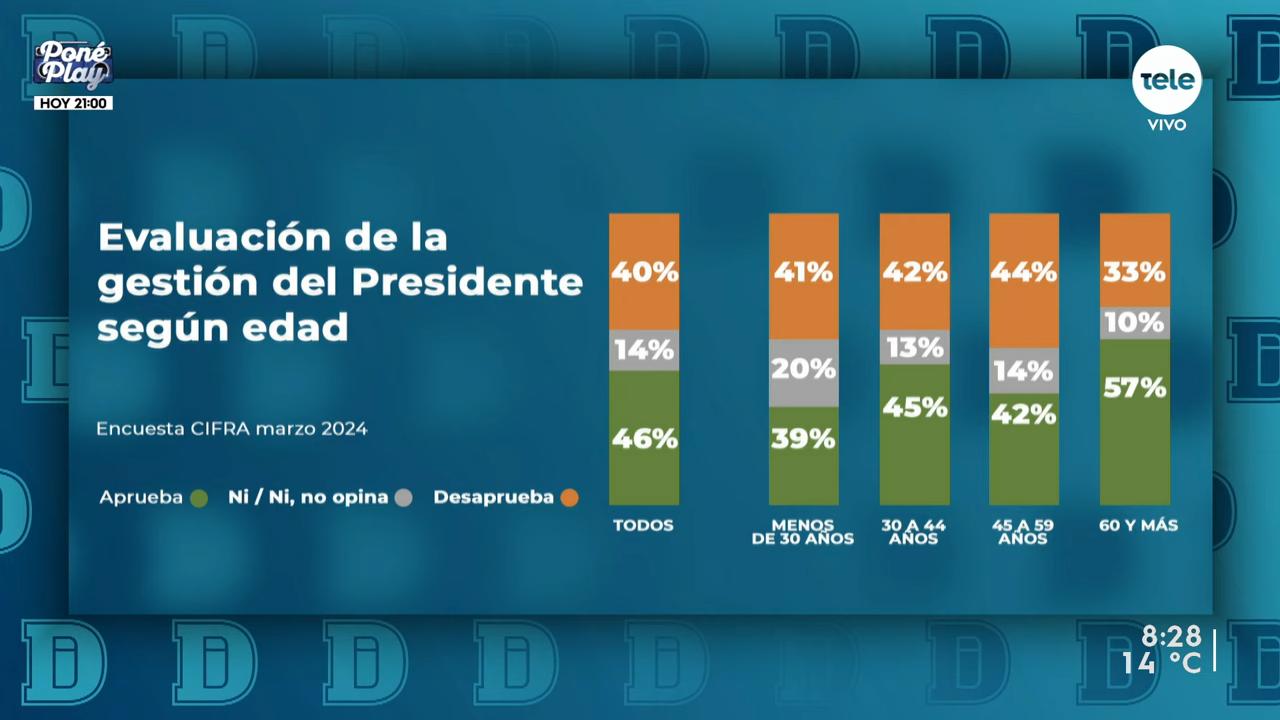 Poné
Play
HOY 21:00
tele
VIVO
Evaluación de la
gestión del Presidente
según edad
Encuesta CIFRA marzo 2024
Aprueba
Ni / Ni, no opina
Desaprueba
40%
14%
46%
TODOS
41%
20%
39%
MENOS
DE 30 AÑOS
42%
13%
45%
30 A 44
AÑOS
44%
14%
42%
45 A 59
AÑOS
33%
10%
57%
60 Y MÁS
8:28
14 °C